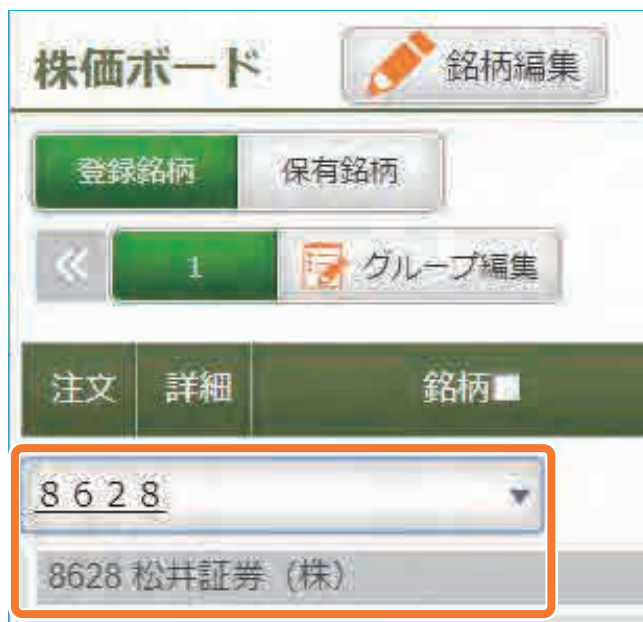 株価ボード 銘柄編集
登録銘柄 保有銘柄
≪ 1 グループ編集
注文 詳細 銘柄
８６２８
8628 松井証券（株）